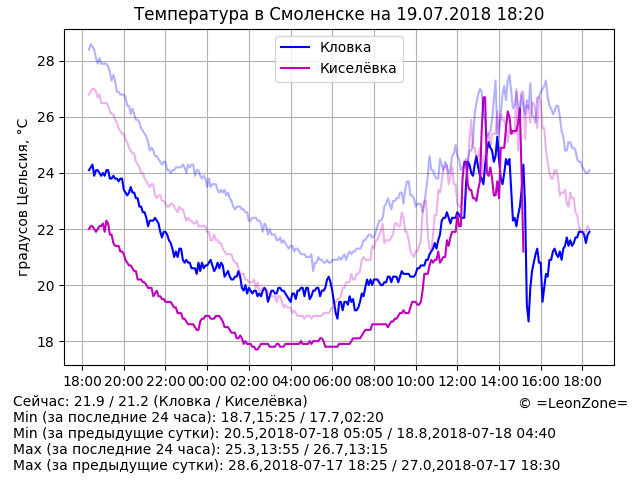 Температура в Смоленске на 19.07.2018 18:20
градусов Цельсия, °C
Кловка
Киселёвка
28
26
24
22
20
18
18:00 20:00 22:00 00:00 02:00 04:00 06:00 08:00 10:00 12:00 14:00 16:00 18:00
Сейчас: 21.9 / 21.2 (Кловка / Киселёвка)
© =LeonZone=
Min (за последние 24 часа): 18.7,15:25 / 17.7,02:20
Min (за предыдущие сутки): 20.5,2018-07-18 05:05 / 18.8,2018-07-18 04:40
Max (за последние 24 часа): 25.3,13:55 / 26.7,13:15
Max (за предыдущие сутки): 28.6,2018-07-17 18:25 / 27.0,2018-07-17 18:30